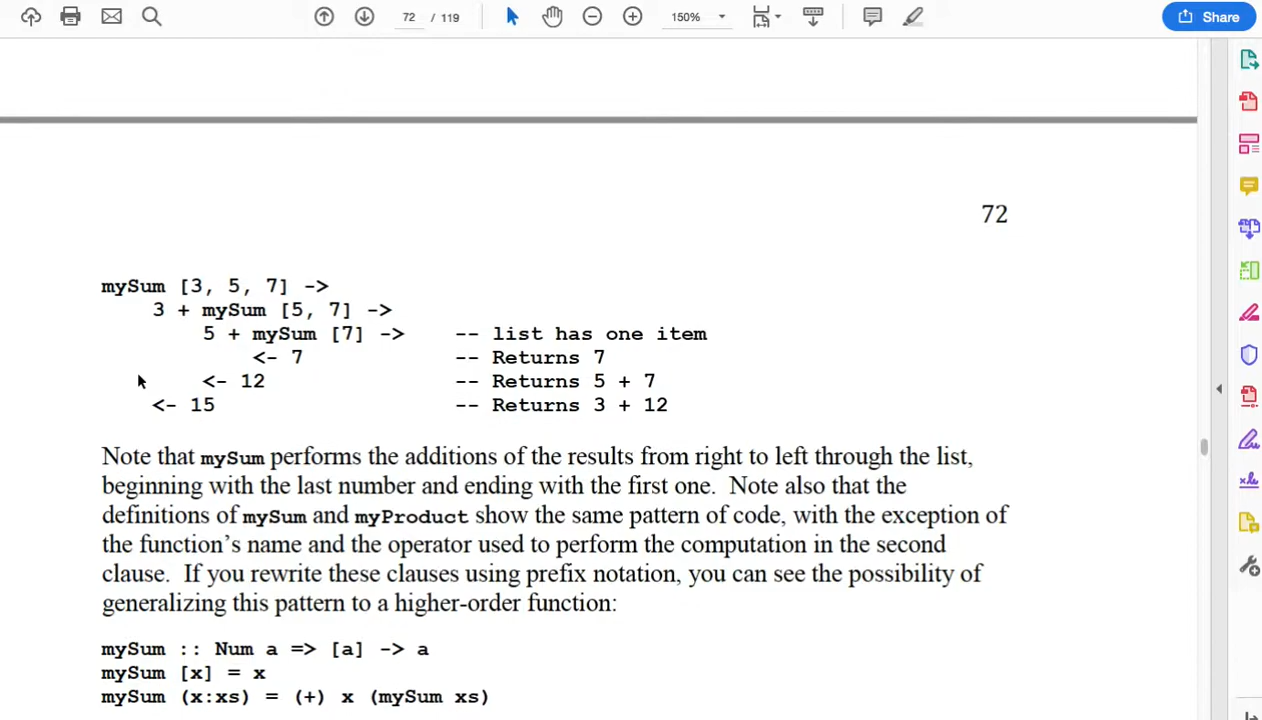 72 / 119
150%
Share
72
mySum [3, 5, 7] ->
3 + mySum [5, 7] ->
5 + mySum [7] -> -- list has one item
<- 7 -- Returns 7
<- 12 -- Returns 5 + 7
<- 15 -- Returns 3 + 12
Note that mySum performs the additions of the results from right to left through the list,
beginning with the last number and ending with the first one. Note also that the
definitions of mySum and myProduct show the same pattern of code, with the exception of
the function's name and the operator used to perform the computation in the second
clause. If you rewrite these clauses using prefix notation, you can see the possibility of
generalizing this pattern to a higher-order function:
mySum :: Num a => [a] -> a
mySum [x] = x
mySum (x:xs) = (+) x (mySum xs)